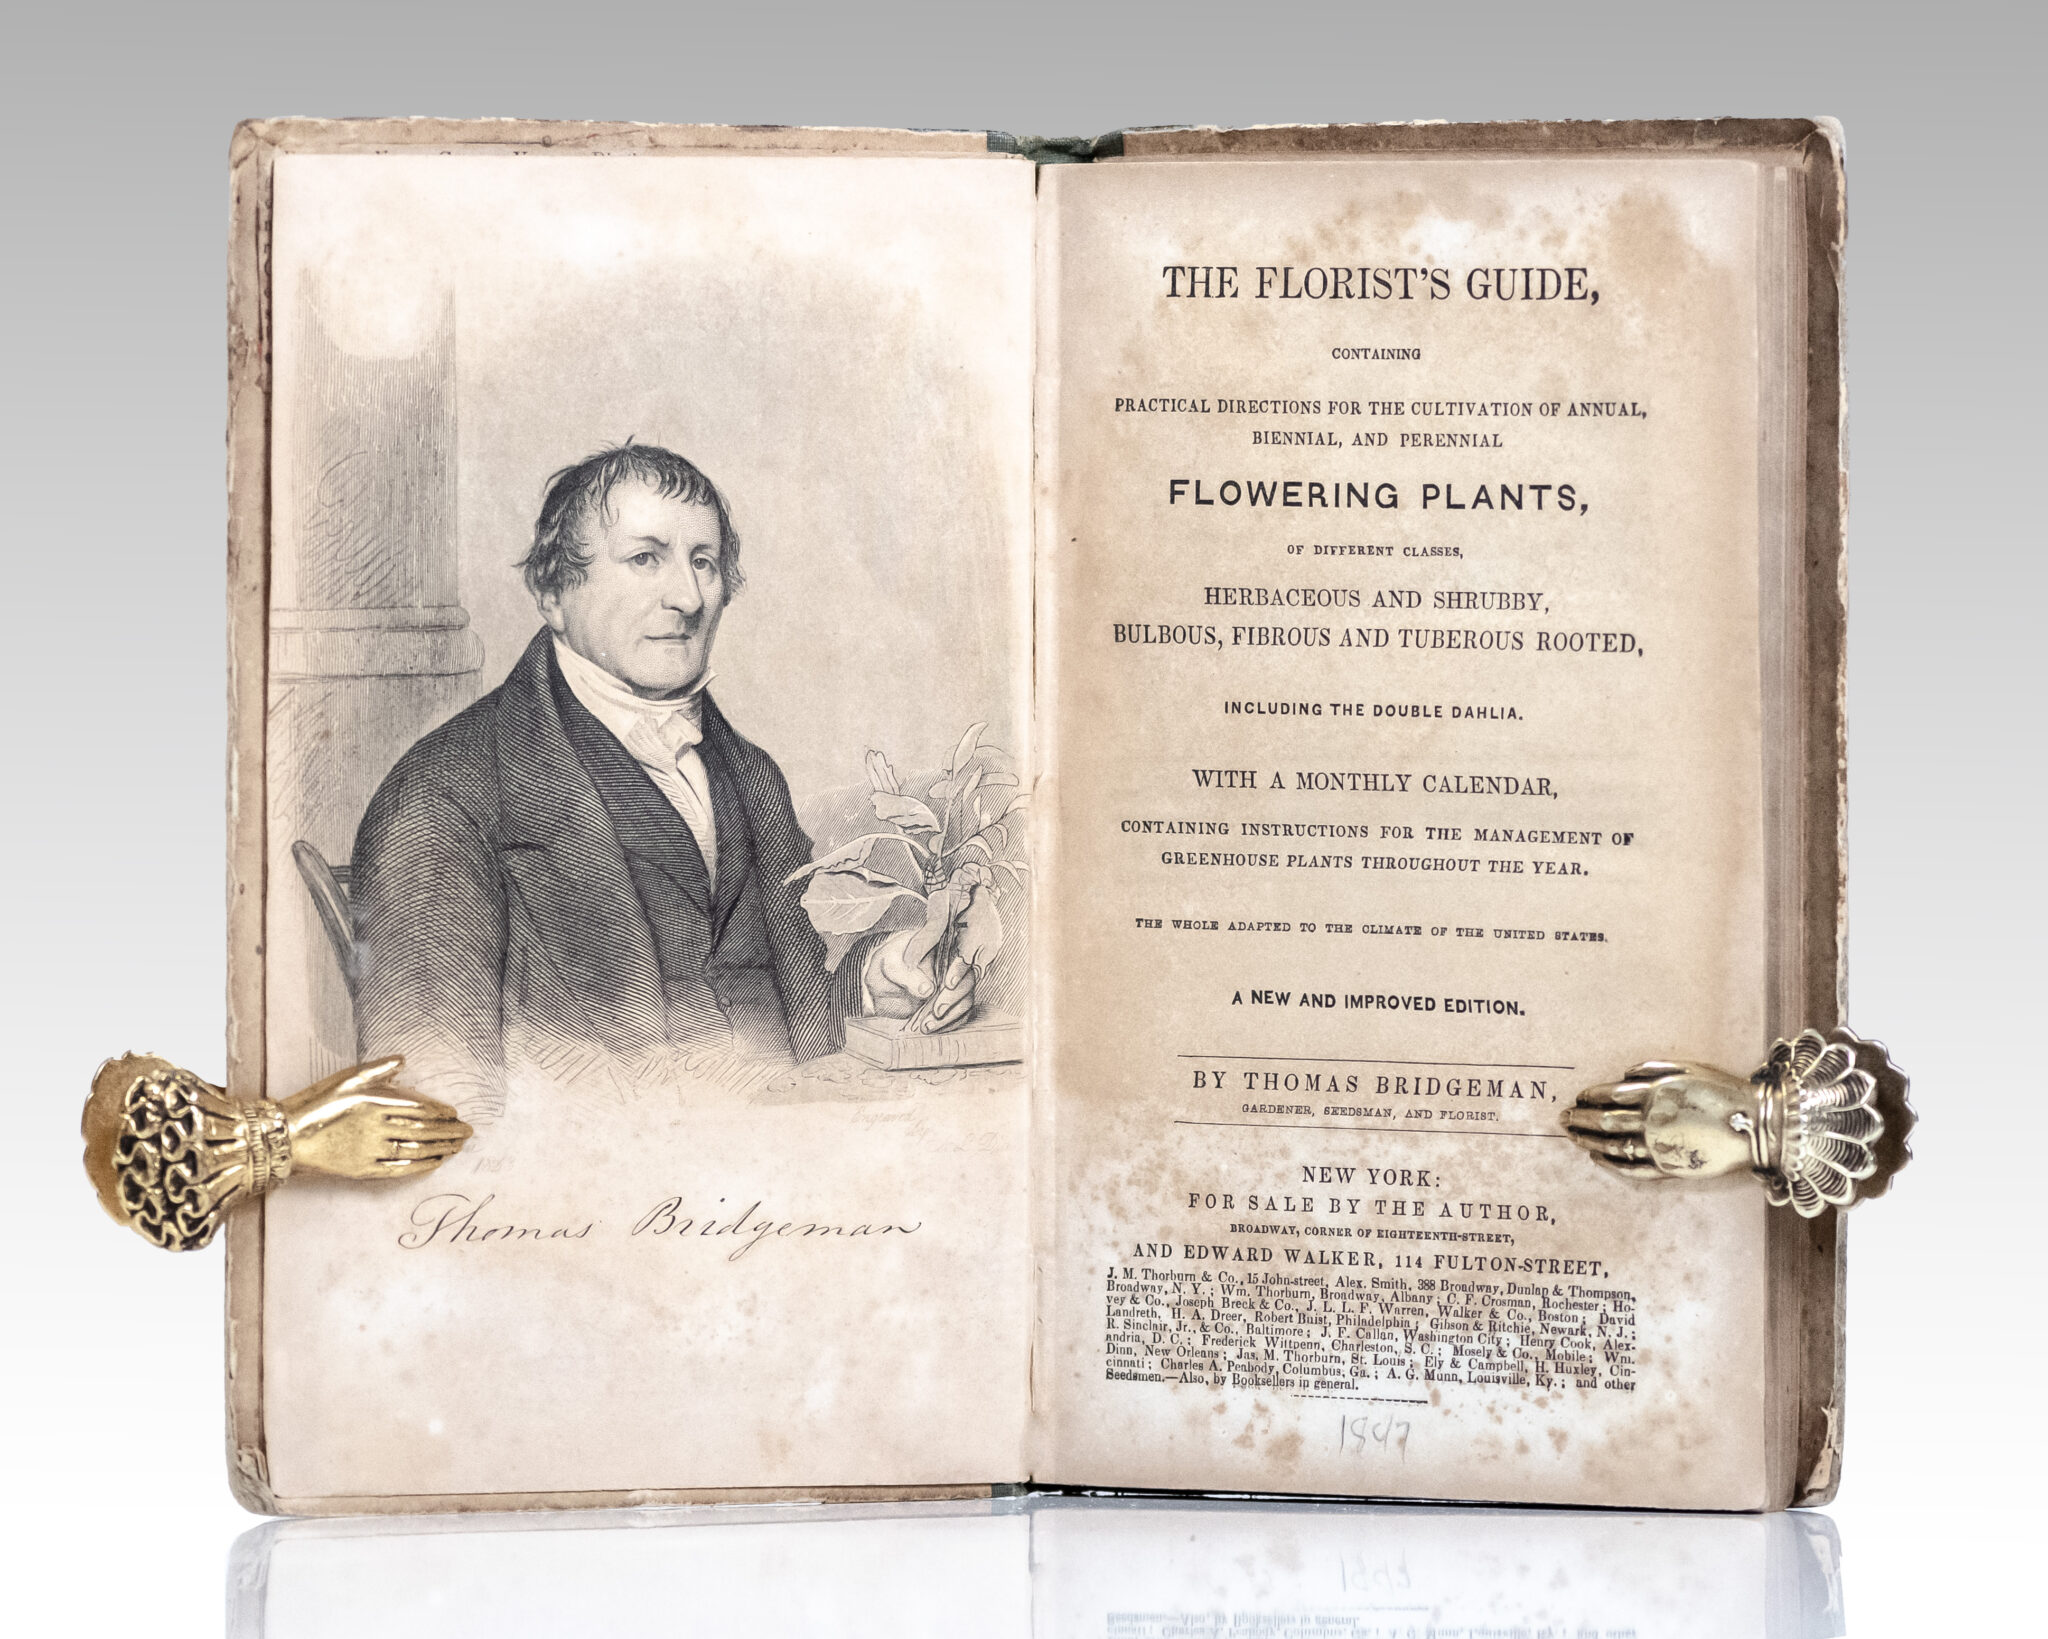 Engraved
by
Thomas Bridgeman
THE FLORIST'S GUIDE,
CONTAINING
PRACTICAL DIRECTIONS FOR THE CULTIVATION OF ANNUAL,
BIENNIAL, AND PERENNIAL
FLOWERING PLANTS,
OF DIFFERENT CLASSES,
HERBACEOUS AND SHRUBBY,
BULBOUS, FIBROUS AND TUBEROUS ROOTED,
INCLUDING THE DOUBLE DAHLIA.
WITH A MONTHLY CALENDAR,
CONTAINING INSTRUCTIONS FOR THE MANAGEMENT OF
GREENHOUSE PLANTS THROUGHOUT THE YEAR.
THE WHOLE ADAPTED TO THE CLIMATE OF THE UNITED STATES.
A NEW AND IMPROVED EDITION.
BY THOMAS BRIDGEMAN,
GARDENER, SEEDSMAN, AND FLORIST.
NEW YORK:
FOR SALE BY THE AUTHOR,
BROADWAY, CORNER OF EIGHTEENTH-STREET,
AND EDWARD WALKER, 114 FULTON-STREET,
J. M. Thorburn & Co., 15 John-street, Alex. Smith, 388 Broadway, Dunlap & Thompson,
Broadway, N. Y.; Wm. Thorburn, Broadway, Albany; C. F. Crosman, Rochester; Ho-
vey & Co., Joseph Breck & Co., J. L. L. F. Warren, Walker & Co., Boston; David
Landreth, H. A. Dreer, Robert Buist, Philadelphia; Gibson & Ritchie, Newark, N. J.;
R. Sinclair, Jr., & Co., Baltimore; J. F. Callan, Washington City; Henry Cook, Alex-
andria, D. C.; Frederick Wittpenn, Charleston, S. C.; Mosely & Co., Mobile; Wm.
Dinn, New Orleans; Jas. M. Thorburn, St. Louis; Ely & Campbell, H. Huxley, Cin-
cinnati; Charles A. Peabody, Columbus, Ga.; A. G. Munn, Louisville, Ky.; and other
Seedsmen.—Also, by Booksellers in general.
1847